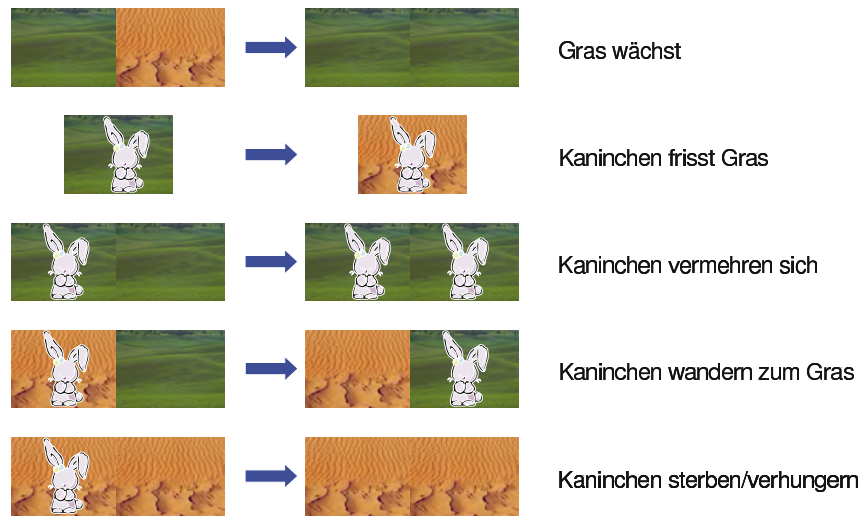 Gras wächst
Kaninchen frisst Gras
Kaninchen vermehren sich
Kaninchen wandern zum Gras
Kaninchen sterben/verhungern